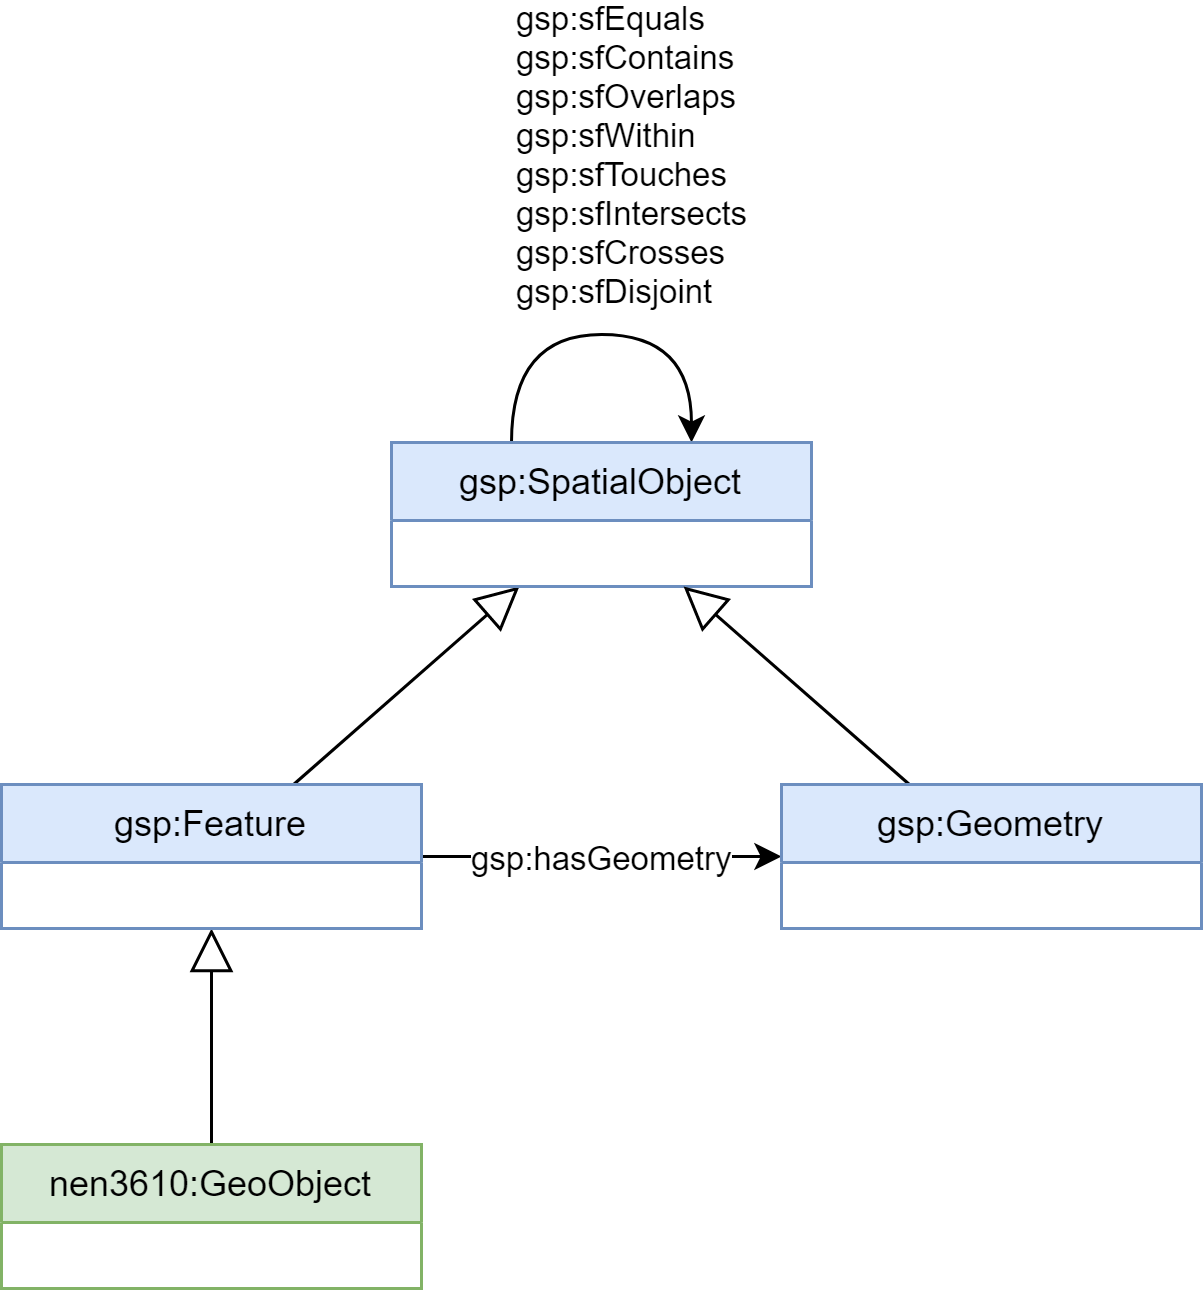 gsp:sfEquals
gsp:sfContains
gsp:sfOverlaps
gsp:sfWithin
gsp:sfTouches
gsp:sfIntersects
gsp:sfCrosses
gsp:sfDisjoint
gsp:SpatialObject
gsp:Feature
gsp:hasGeometry
gsp:Geometry
nen3610:GeoObject